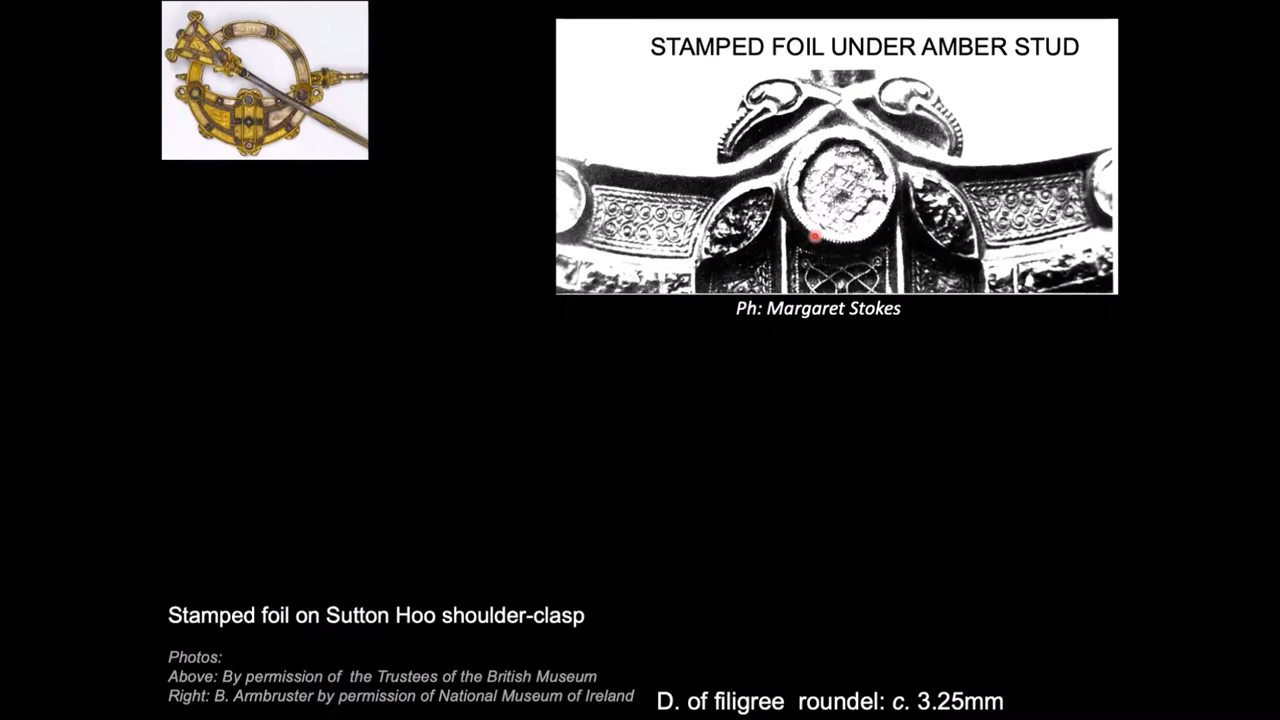 STAMPED FOIL UNDER AMBER STUD
Ph: Margaret Stokes
Stamped foil on Sutton Hoo shoulder-clasp
Photos:
Above: By permission of  the Trustees of the British Museum
Right: B. Armbruster by permission of National Museum of Ireland
D. of filigree  roundel: c. 3.25mm